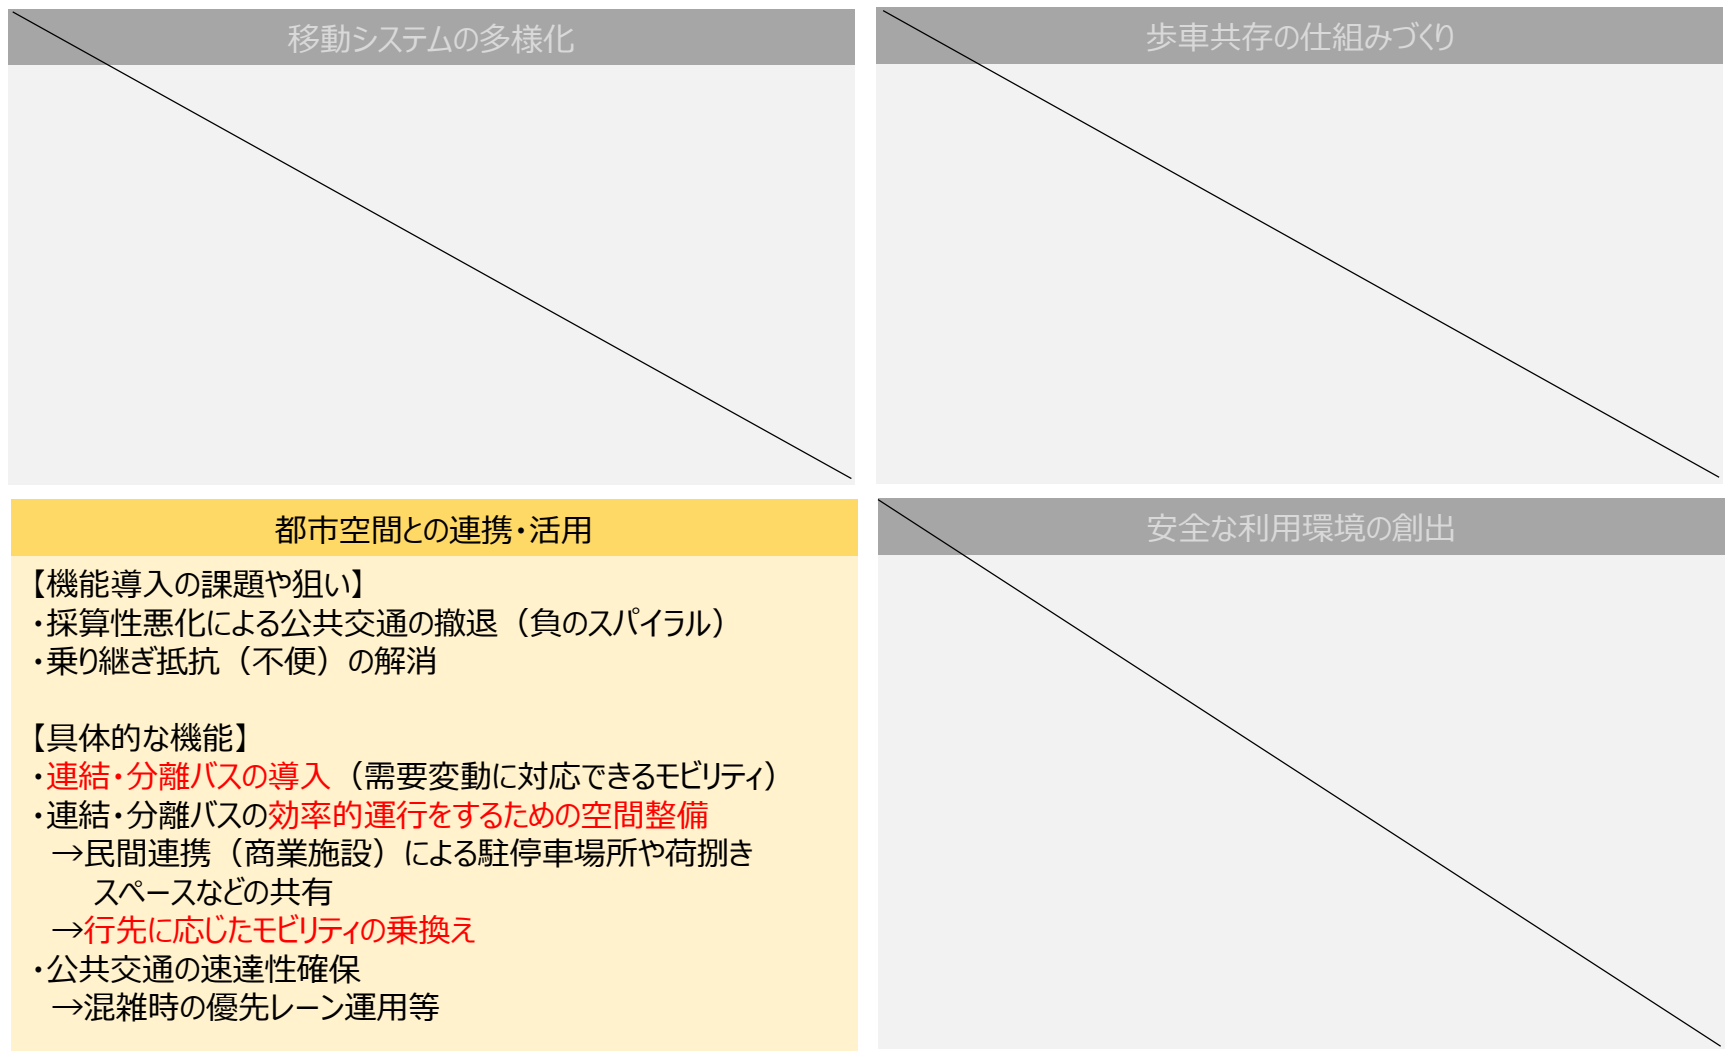 移動システムの多様化
歩車共存の仕組みづくり
都市空間との連携・活用
【機能導入の課題や狙い】
・採算性悪化による公共交通の撤退（負のスパイラル）
・乗り継ぎ抵抗（不便）の解消
【具体的な機能】
・連結・分離バスの導入（需要変動に対応できるモビリティ）
・連結・分離バスの効率的運行をするための空間整備
→民間連携（商業施設）による駐停車場所や荷捌き
スペースなどの共有
→行先に応じたモビリティの乗換え
・公共交通の速達性確保
→混雑時の優先レーン運用等
安全な利用環境の創出